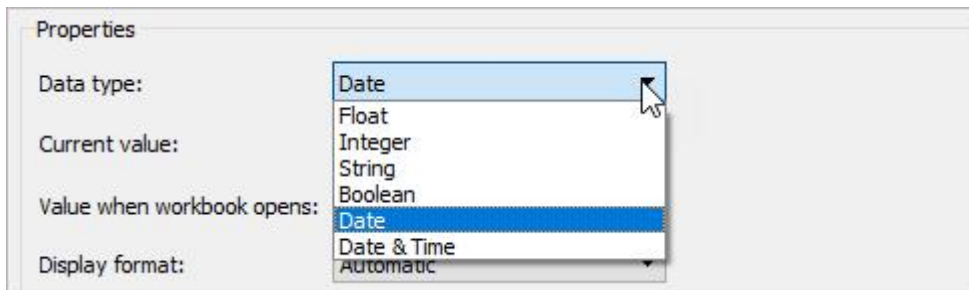 Properties
Data type: Date
Float
Current value: Integer
String
Boolean
Value when workbook opens: Date
Date & Time
Display format: Automatic